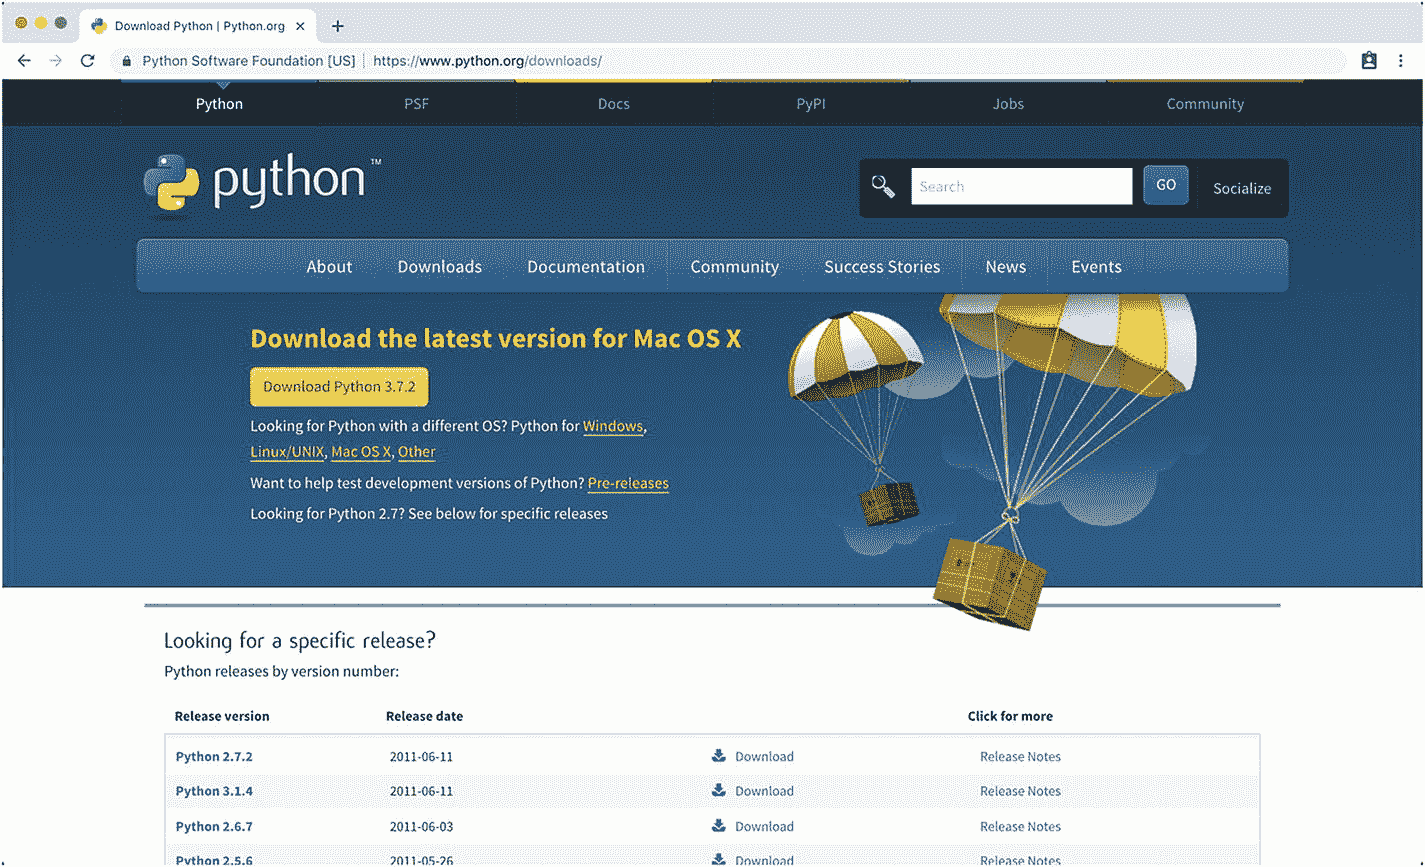 Download Python | Python.org
Python Software Foundation [US] | https://www.python.org/downloads/
Python PSF Docs PyPI Jobs Community
python™
Search GO Socialize
About Downloads Documentation Community Success Stories News Events
Download the latest version for Mac OS X
Download Python 3.7.2
Looking for Python with a different OS? Python for Windows,
Linux/UNIX, Mac OS X, Other
Want to help test development versions of Python? Pre-releases
Looking for Python 2.7? See below for specific releases
Looking for a specific release?
Python releases by version number:
Release version Release date Click for more
Python 2.7.2 2011-06-11 Download Release Notes
Python 3.1.4 2011-06-11 Download Release Notes
Python 2.6.7 2011-06-03 Download Release Notes
Python 2.5.6 2011-05-26 Download Release Notes